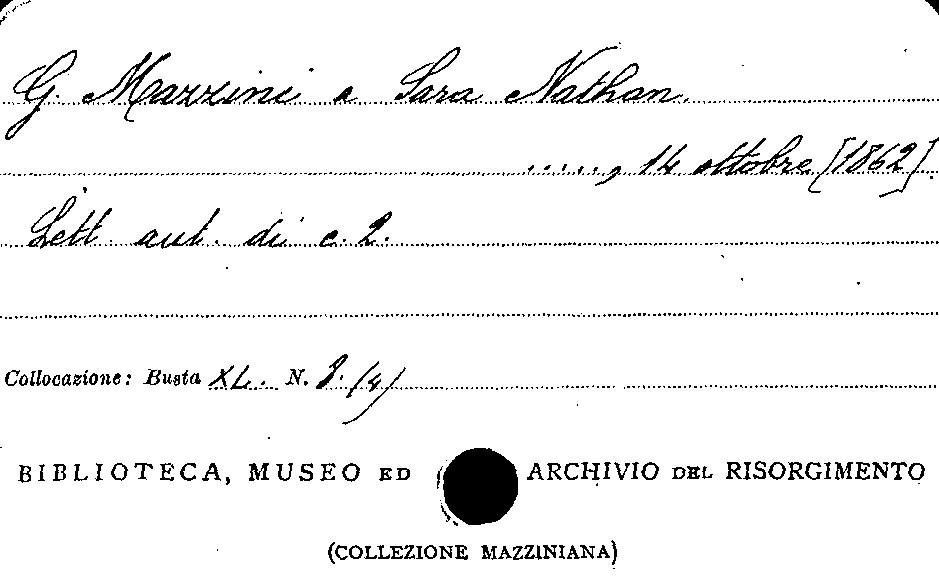 G. Mazzini a Sara Nathan.
....., 14 ottobre [1862].
Lett. aut. di c. 2.
Collocazione: Busta XL. N. 2. (4)
BIBLIOTECA, MUSEO ED ARCHIVIO DEL RISORGIMENTO
(COLLEZIONE MAZZINIANA)